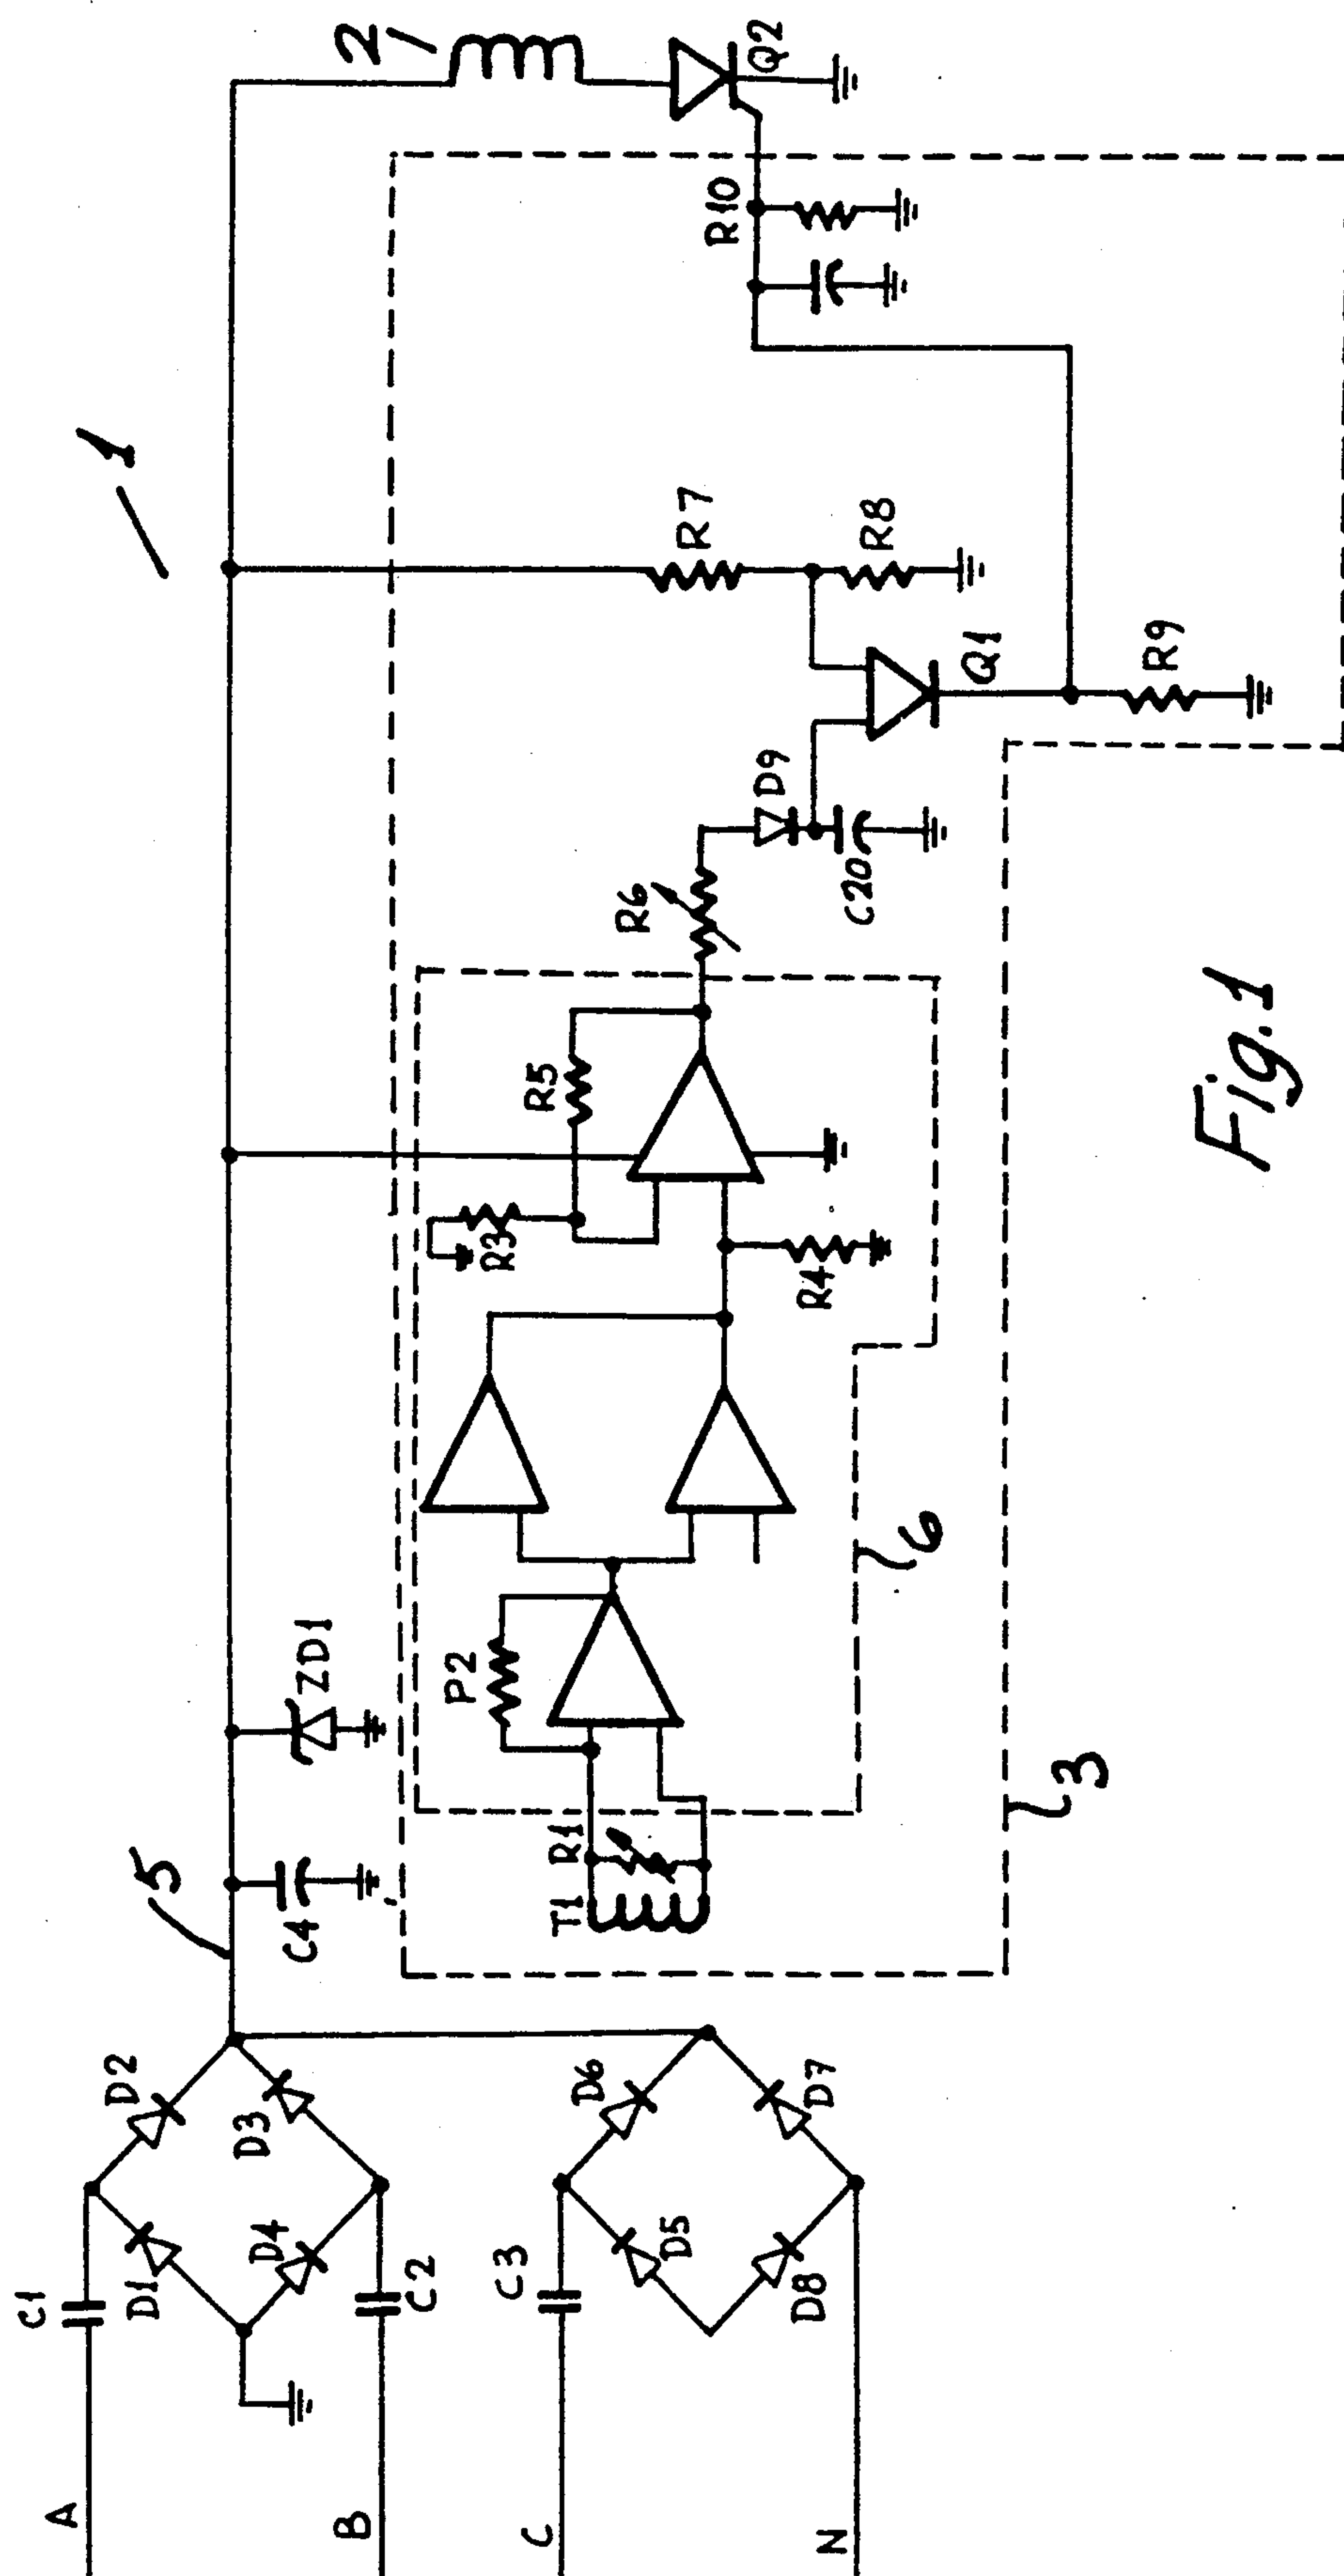 1
2
5
A
C1
D2
D1
D3
D4
B
C2
C4
ZD1
C
C3
D6
D5
D8
D7
N
T1
R1
P2
R3
R5
R4
R6
D9
C20
R7
R8
Q1
R9
R10
Q2
6
3
Fig.1